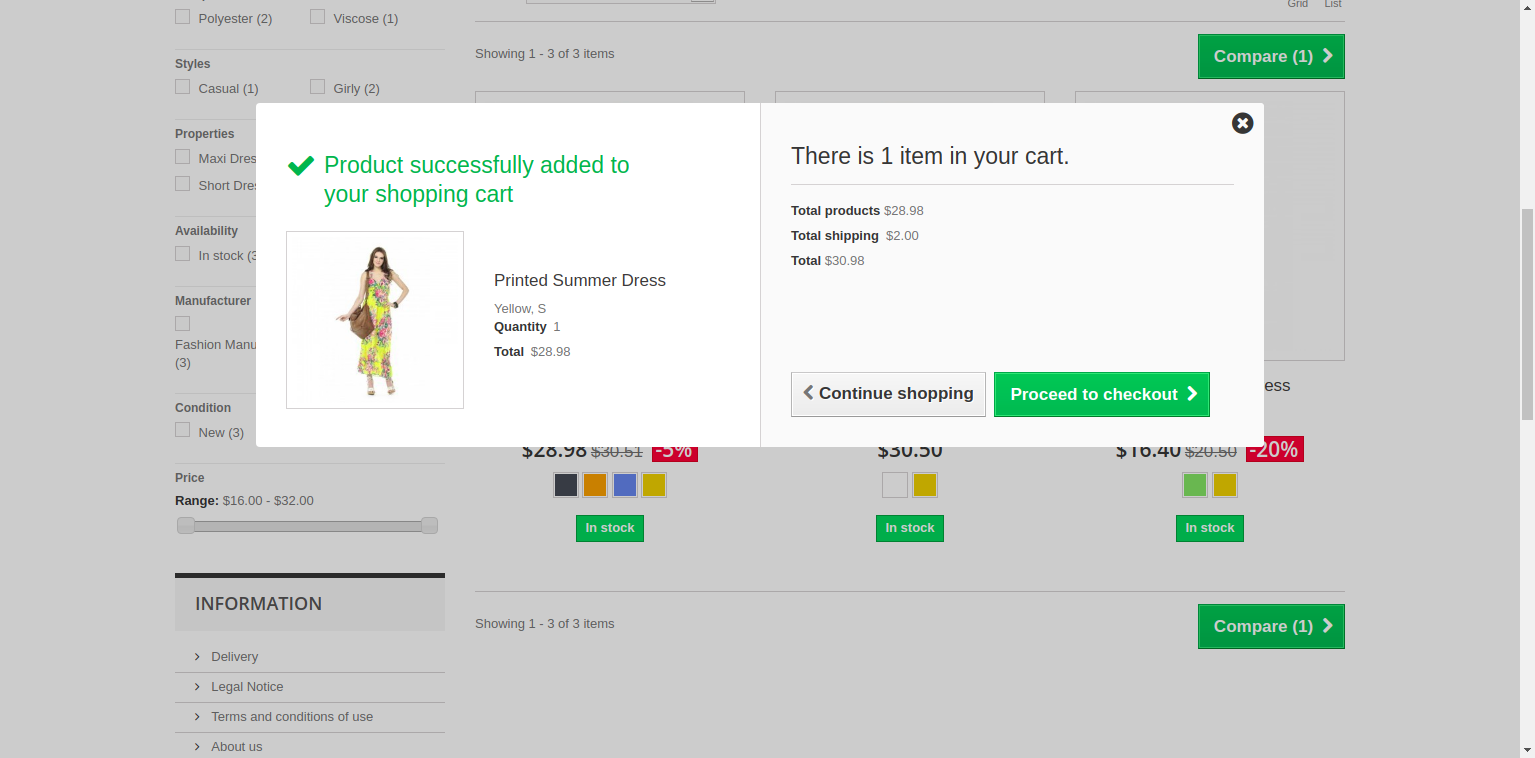 Polyester (2)
Viscose (1)
Grid
List
Showing 1 - 3 of 3 items
Compare (1)
Styles
Casual (1)
Girly (2)
Properties
Maxi Dres
Short Dres
Availability
In stock (3
Manufacturer
Fashion Manu
(3)
Condition
New (3)
Price
Range: $16.00 - $32.00
Product successfully added to
your shopping cart
Printed Summer Dress
Yellow, S
Quantity 1
Total $28.98
There is 1 item in your cart.
Total products $28.98
Total shipping $2.00
Total $30.98
Continue shopping
Proceed to checkout
ess
$28.98 $30.51 -5%
$30.50
$16.40 $20.50 -20%
In stock
In stock
In stock
INFORMATION
Delivery
Legal Notice
Terms and conditions of use
About us
Showing 1 - 3 of 3 items
Compare (1)